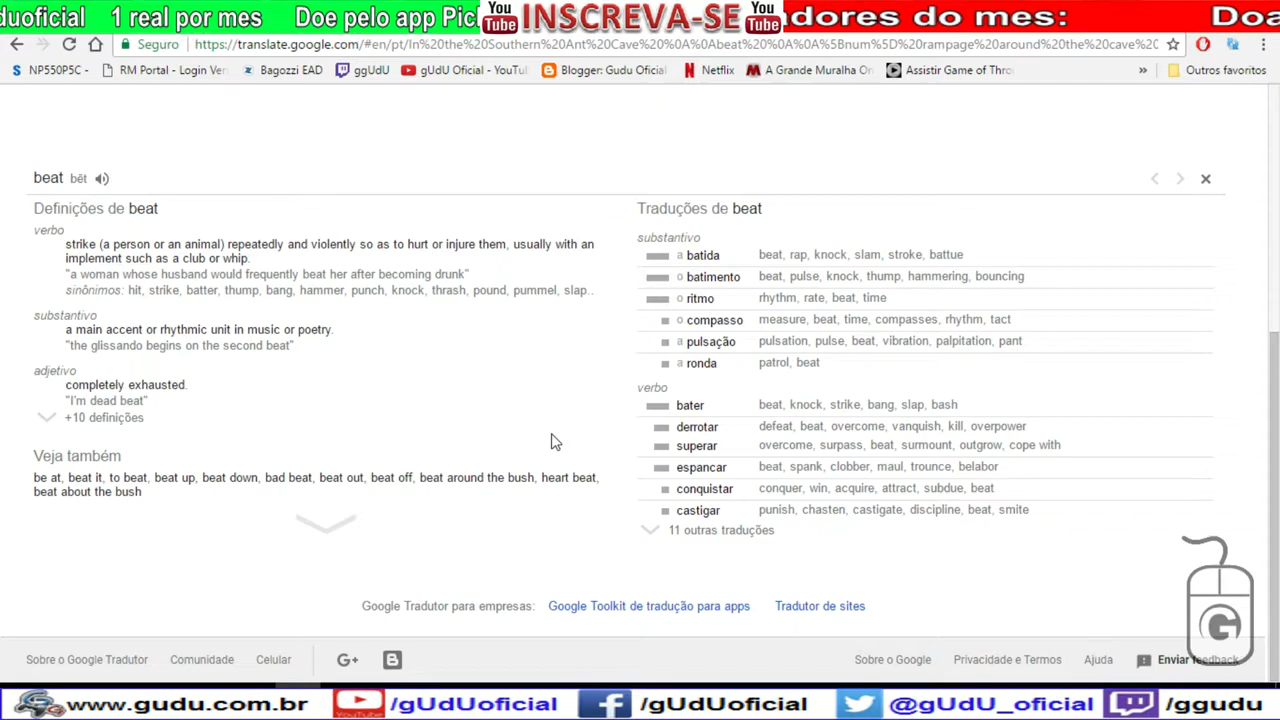 duoficial 1 real por mes Doe pelo app Pic
You Tube INSCREVA-SE You Tube
adores do mes: Doa
Seguro https://translate.google.com/#en/pt/In%20the%20Southern%20Ant%20Cave%20%0A%0Abeat%20%0A%0A%5Bnum%5D%20rampage%20around%20the%20cave%20
NP550P5C - RM Portal - Login Ver Bagozzi EAD ggUdU gUdU Oficial - YouTu Blogger: Gudu Oficial Netflix A Grande Muralha On Assistir Game of Thro » Outros favoritos
beat bēt
Definições de beat
verbo
strike (a person or an animal) repeatedly and violently so as to hurt or injure them, usually with an
implement such as a club or whip.
"a woman whose husband would frequently beat her after becoming drunk"
sinônimos: hit, strike, batter, thump, bang, hammer, punch, knock, thrash, pound, pummel, slap..
substantivo
a main accent or rhythmic unit in music or poetry.
"the glissando begins on the second beat"
adjetivo
completely exhausted.
"I'm dead beat"
+10 definições
Veja também
be at, beat it, to beat, beat up, beat down, bad beat, beat out, beat off, beat around the bush, heart beat,
beat about the bush
Traduções de beat
substantivo
a batida beat, rap, knock, slam, stroke, battue
o batimento beat, pulse, knock, thump, hammering, bouncing
o ritmo rhythm, rate, beat, time
o compasso measure, beat, time, compasses, rhythm, tact
a pulsação pulsation, pulse, beat, vibration, palpitation, pant
a ronda patrol, beat
verbo
bater beat, knock, strike, bang, slap, bash
derrotar defeat, beat, overcome, vanquish, kill, overpower
superar overcome, surpass, beat, surmount, outgrow, cope with
espancar beat, spank, clobber, maul, trounce, belabor
conquistar conquer, win, acquire, attract, subdue, beat
castigar punish, chasten, castigate, discipline, beat, smite
11 outras traduções
Google Tradutor para empresas: Google Toolkit de tradução para apps Tradutor de sites
Sobre o Google Tradutor Comunidade Celular G+ Sobre o Google Privacidade e Termos Ajuda Enviar feedback
www.gudu.com.br YouTube /gUdUoficial /gUdUoficial @gUdU_oficial /ggudu